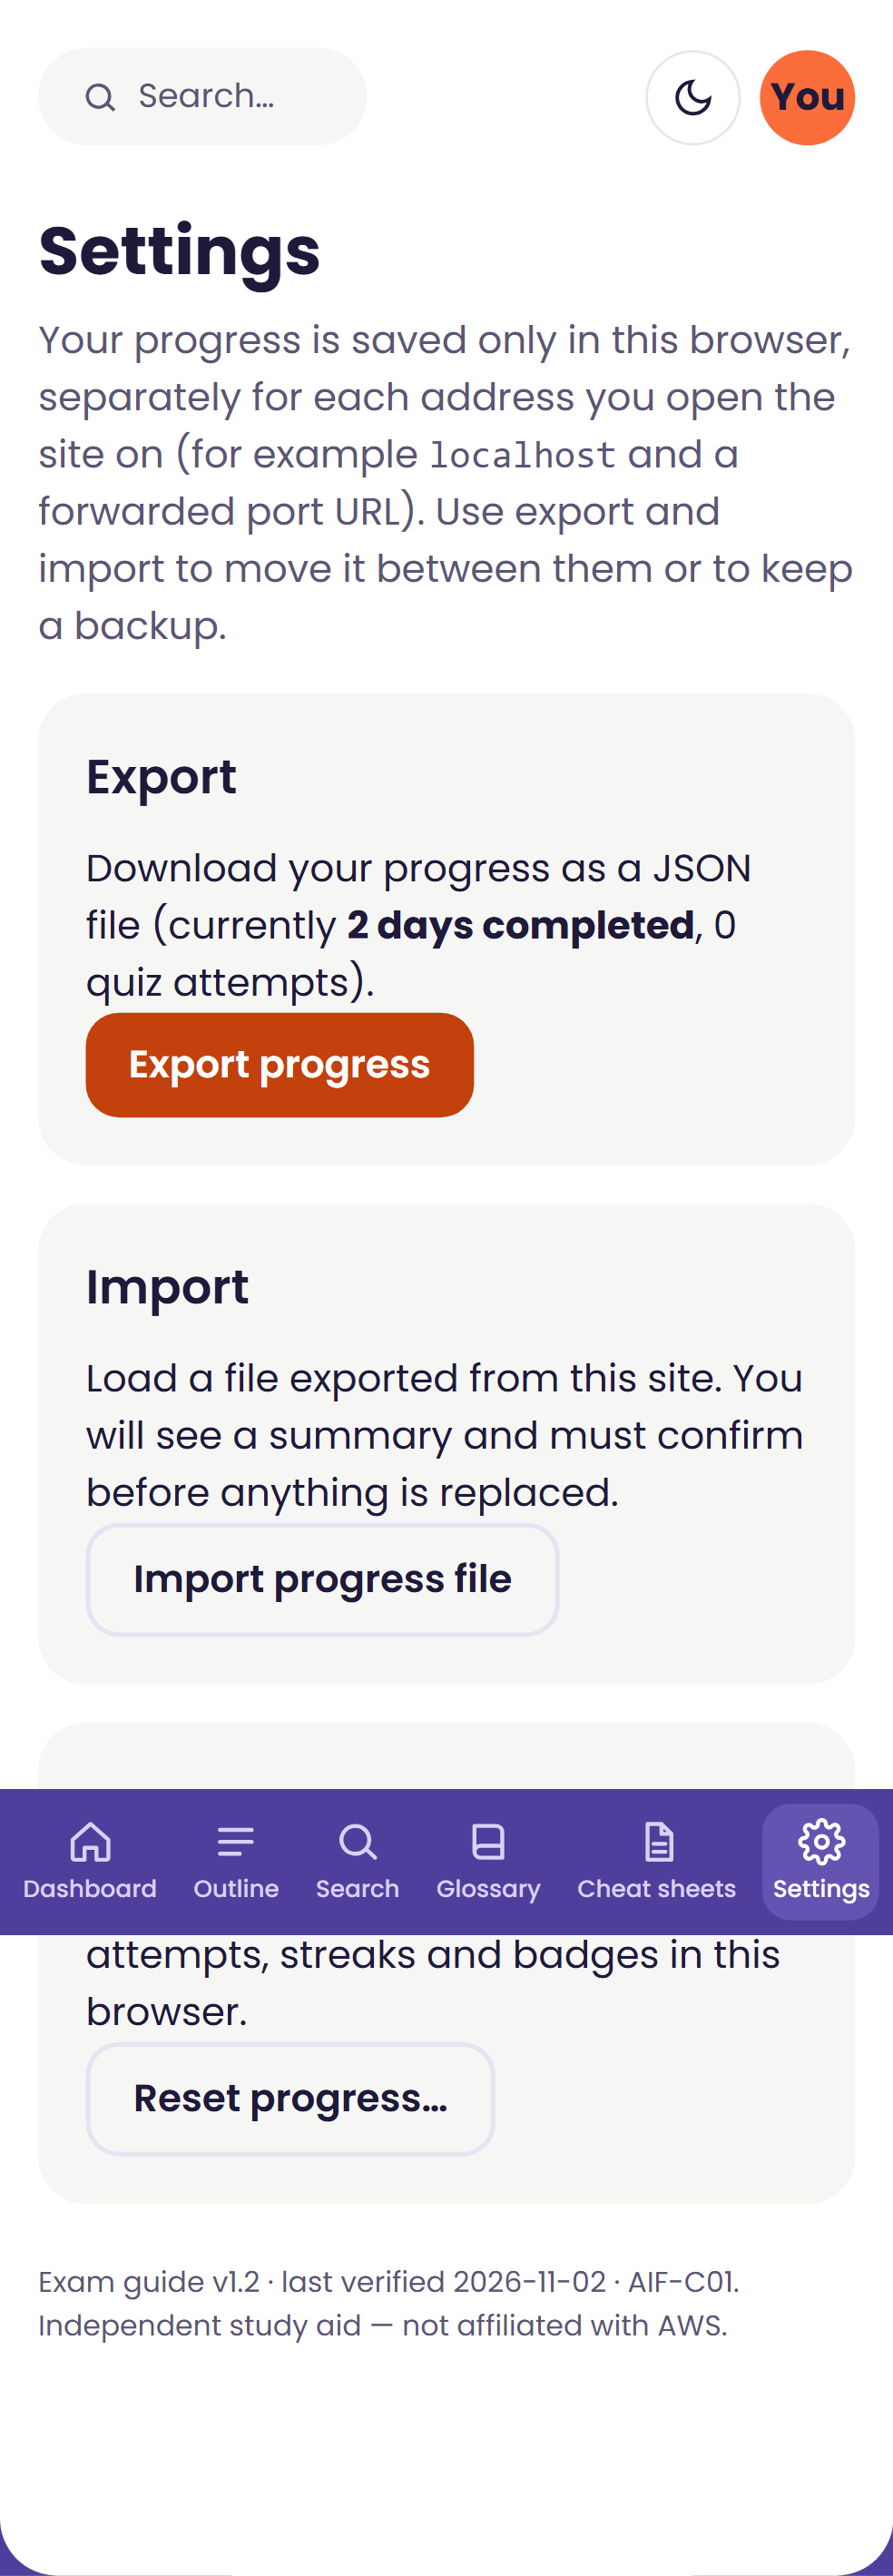 Search...
You
Settings
Your progress is saved only in this browser,
separately for each address you open the
site on (for example localhost and a
forwarded port URL). Use export and
import to move it between them or to keep
a backup.
Export
Download your progress as a JSON
file (currently 2 days completed, 0
quiz attempts).
Export progress
Import
Load a file exported from this site. You
will see a summary and must confirm
before anything is replaced.
Import progress file
Dashboard Outline Search Glossary Cheat sheets Settings
attempts, streaks and badges in this
browser.
Reset progress...
Exam guide v1.2 · last verified 2026-11-02 · AIF-C01.
Independent study aid — not affiliated with AWS.